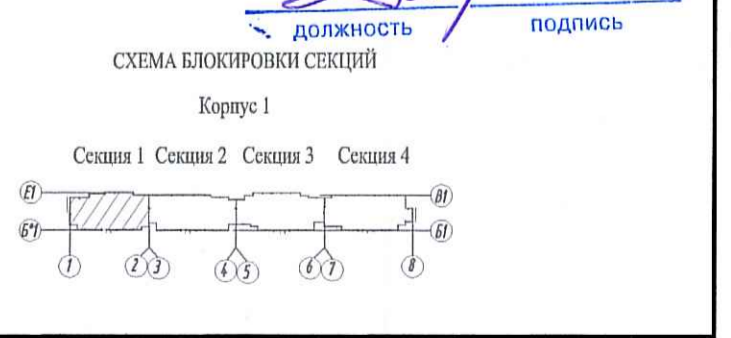 ДОЛЖНОСТЬ ПОДПИСЬ
СХЕМА БЛОКИРОВКИ СЕКЦИЙ
Корпус 1
Секция 1 Секция 2 Секция 3 Секция 4
Е1 В1
Б*1 Б1
1 2 3 4 5 6 7 8